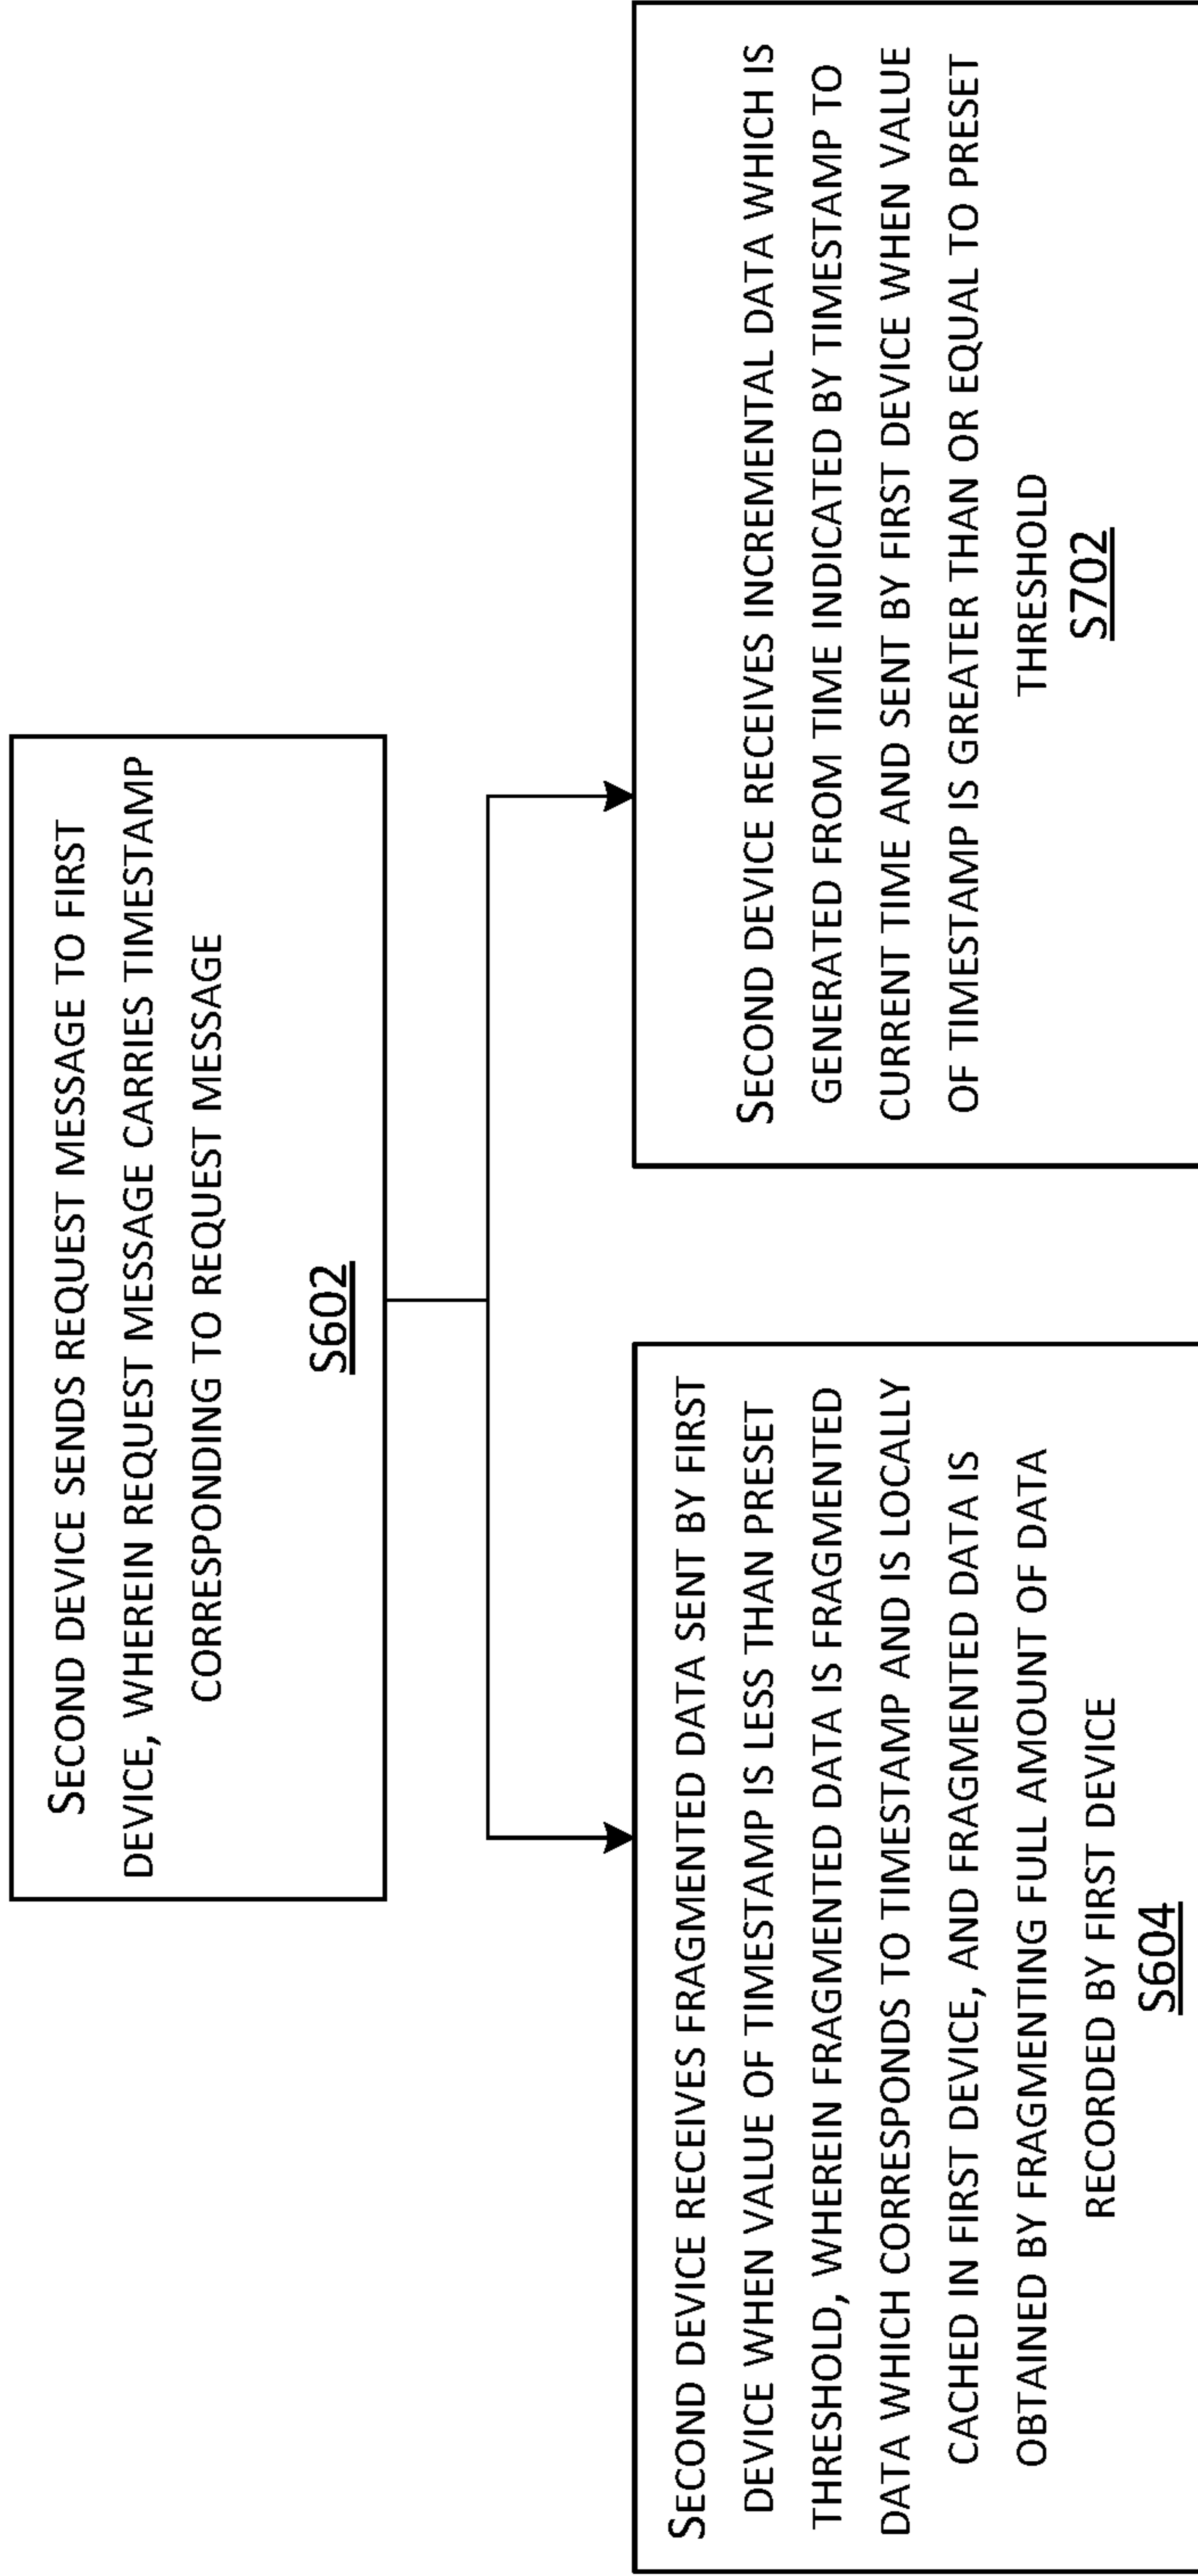 SECOND DEVICE SENDS REQUEST MESSAGE TO FIRST
DEVICE, WHEREIN REQUEST MESSAGE CARRIES TIMESTAMP
CORRESPONDING TO REQUEST MESSAGE
S602
SECOND DEVICE RECEIVES FRAGMENTED DATA SENT BY FIRST
DEVICE WHEN VALUE OF TIMESTAMP IS LESS THAN PRESET
THRESHOLD, WHEREIN FRAGMENTED DATA IS FRAGMENTED
DATA WHICH CORRESPONDS TO TIMESTAMP AND IS LOCALLY
CACHED IN FIRST DEVICE, AND FRAGMENTED DATA IS
OBTAINED BY FRAGMENTING FULL AMOUNT OF DATA
RECORDED BY FIRST DEVICE
S604
SECOND DEVICE RECEIVES INCREMENTAL DATA WHICH IS
GENERATED FROM TIME INDICATED BY TIMESTAMP TO
CURRENT TIME AND SENT BY FIRST DEVICE WHEN VALUE
OF TIMESTAMP IS GREATER THAN OR EQUAL TO PRESET
THRESHOLD
S702